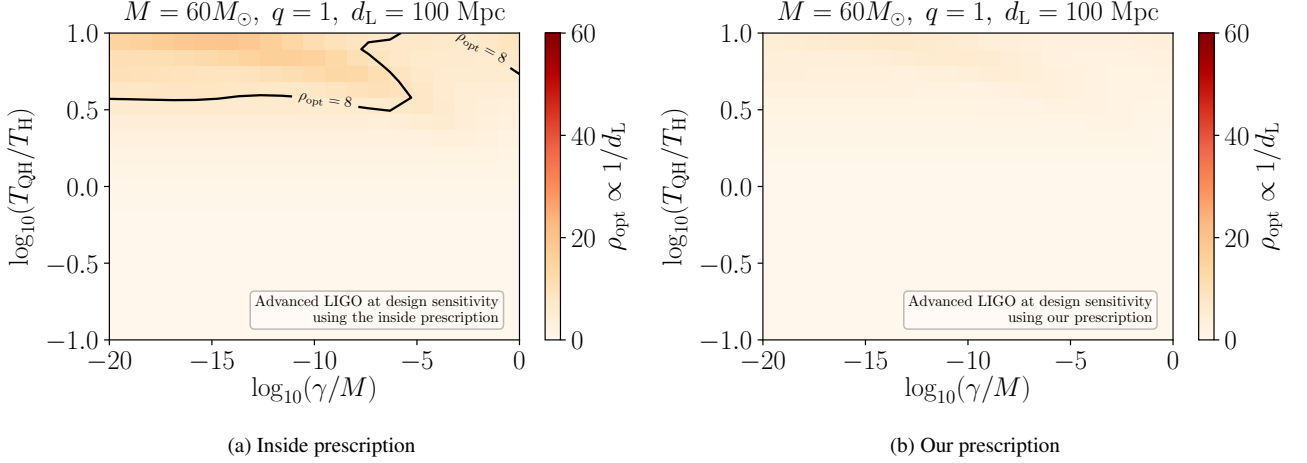 M = 60M⊙, q = 1, d_L = 100 Mpc
1.0
0.5
0.0
−0.5
−1.0
log₁₀(T_QH/T_H)
ρ_opt = 8
ρ_opt = 8
Advanced LIGO at design sensitivity
using the inside prescription
−20
−15
−10
−5
0
log₁₀(γ/M)
60
40
20
0
ρ_opt ∝ 1/d_L
(a) Inside prescription
M = 60M⊙, q = 1, d_L = 100 Mpc
1.0
0.5
0.0
−0.5
−1.0
log₁₀(T_QH/T_H)
Advanced LIGO at design sensitivity
using our prescription
−20
−15
−10
−5
0
log₁₀(γ/M)
60
40
20
0
ρ_opt ∝ 1/d_L
(b) Our prescription